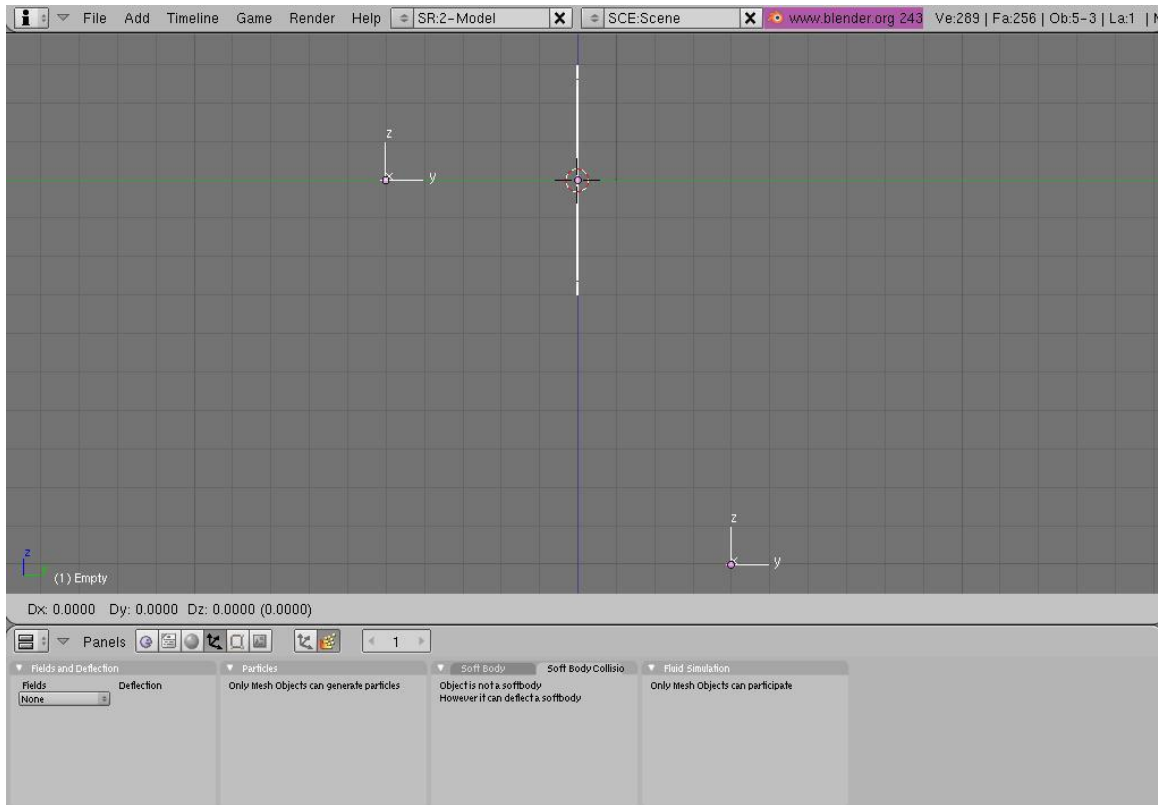 File Add Timeline Game Render Help SR:2-Model X SCE:Scene X www.blender.org 243 Ve:289 | Fa:256 | Ob:5-3 | La:1 |
z
y
z
y
z
(1) Empty
Dx: 0.0000 Dy: 0.0000 Dz: 0.0000 (0.0000)
Panels 1
Fields and Deflection Particles Soft Body Soft Body Collisio Fluid Simulation
Fields Deflection Only Mesh Objects can generate particles Object is not a softbody Only Mesh Objects can participate
None However it can deflect a softbody